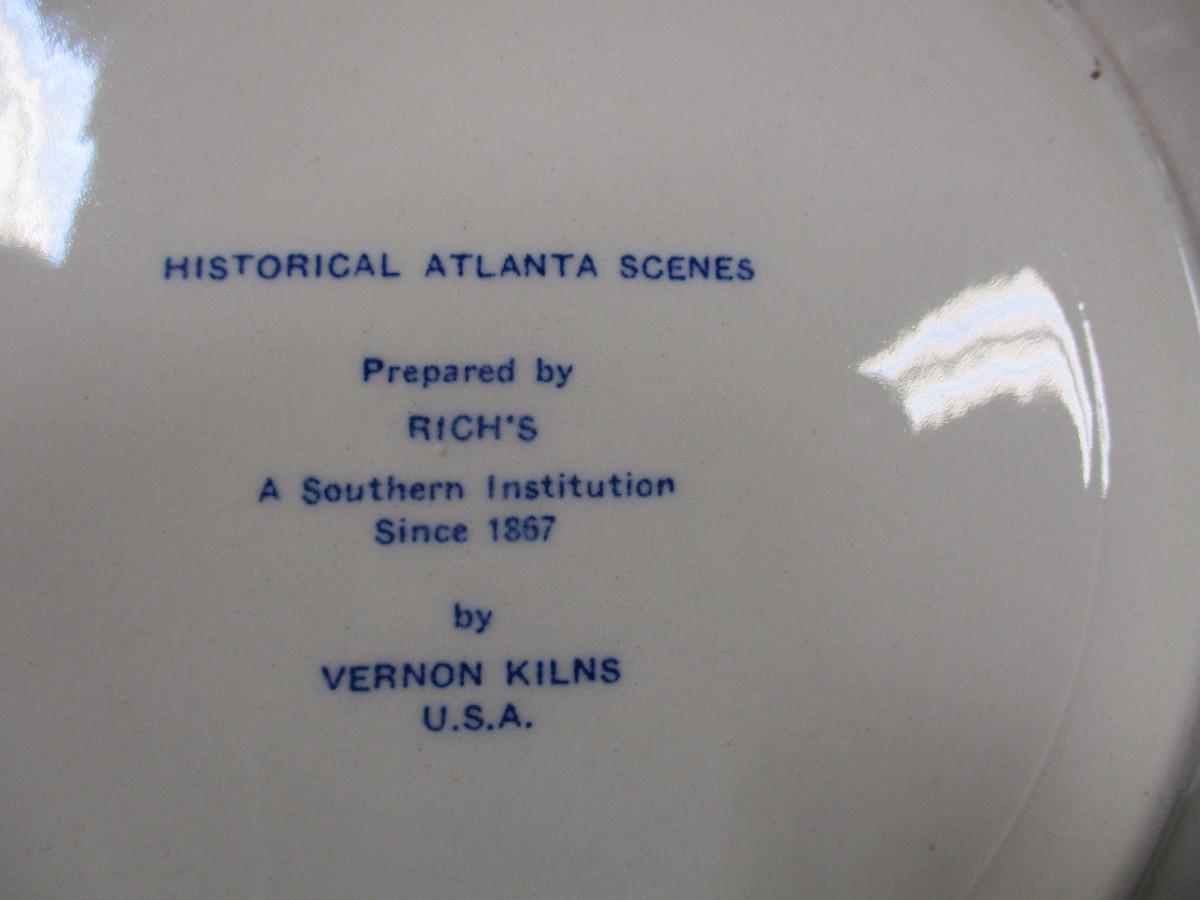 HISTORICAL ATLANTA SCENES
Prepared by
RICH'S
A Southern Institution
Since 1867
by
VERNON KILNS
U.S.A.